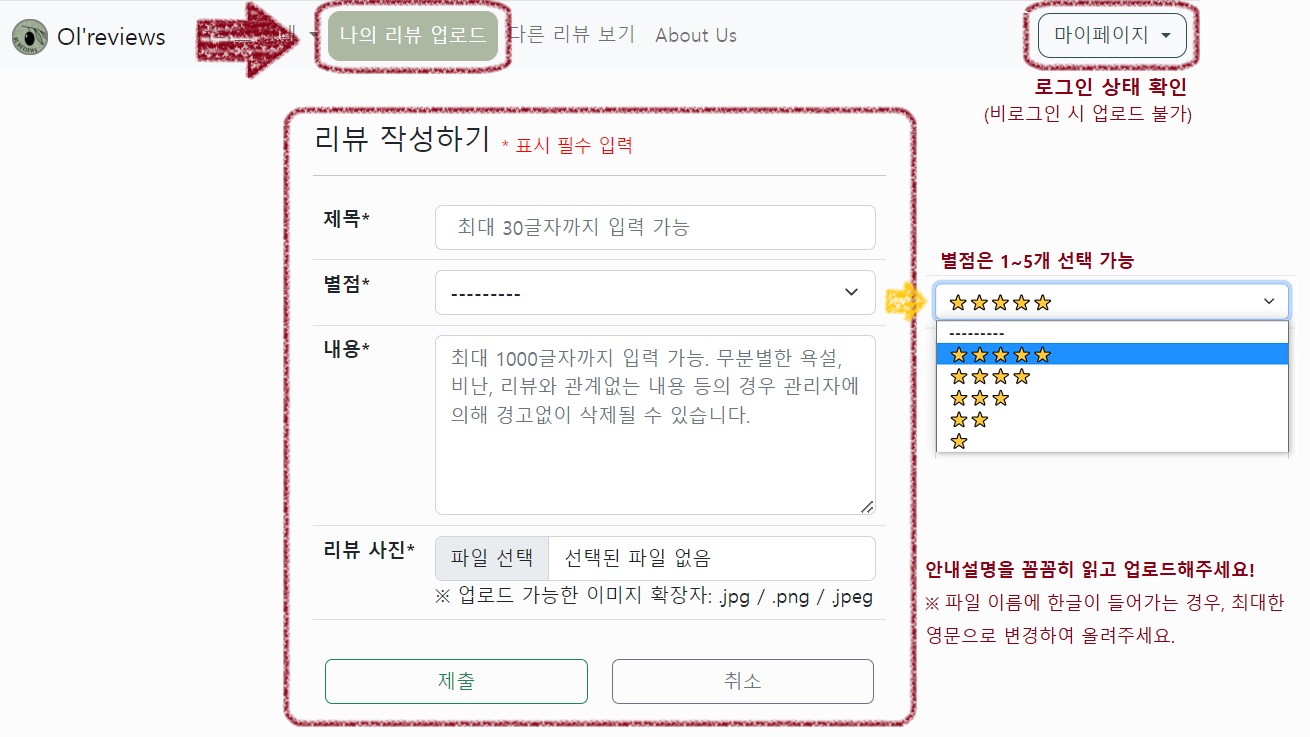 Ol'reviews
나의 리뷰 업로드
다른 리뷰 보기
About Us
마이페이지
로그인 상태 확인
(비로그인 시 업로드 불가)
리뷰 작성하기 * 표시 필수 입력
제목*
최대 30글자까지 입력 가능
별점*
---------
별점은 1~5개 선택 가능
★★★★★
---------
★★★★★
★★★★
★★★
★★
★
내용*
최대 1000글자까지 입력 가능. 무분별한 욕설,
비난, 리뷰와 관계없는 내용 등의 경우 관리자에
의해 경고없이 삭제될 수 있습니다.
리뷰 사진*
파일 선택
선택된 파일 없음
※ 업로드 가능한 이미지 확장자: .jpg / .png / .jpeg
안내설명을 꼼꼼히 읽고 업로드해주세요!
※ 파일 이름에 한글이 들어가는 경우, 최대한
영문으로 변경하여 올려주세요.
제출
취소